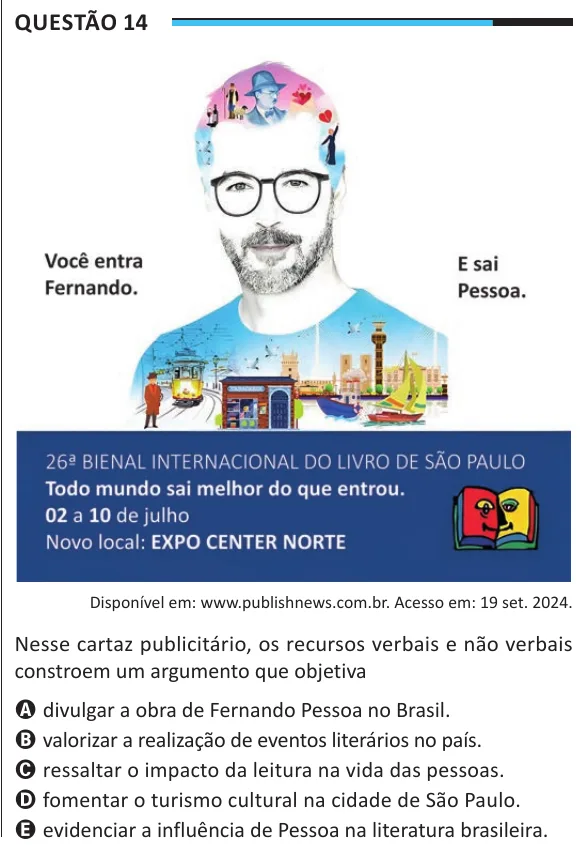 QUESTÃO 14
Você entra
Fernando.
E sai
Pessoa.
26ª BIENAL INTERNACIONAL DO LIVRO DE SÃO PAULO
Todo mundo sai melhor do que entrou.
02 a 10 de julho
Novo local: EXPO CENTER NORTE
Disponível em: www.publishnews.com.br. Acesso em: 19 set. 2024.
Nesse cartaz publicitário, os recursos verbais e não verbais
constroem um argumento que objetiva
A divulgar a obra de Fernando Pessoa no Brasil.
B valorizar a realização de eventos literários no país.
C ressaltar o impacto da leitura na vida das pessoas.
D fomentar o turismo cultural na cidade de São Paulo.
E evidenciar a influência de Pessoa na literatura brasileira.